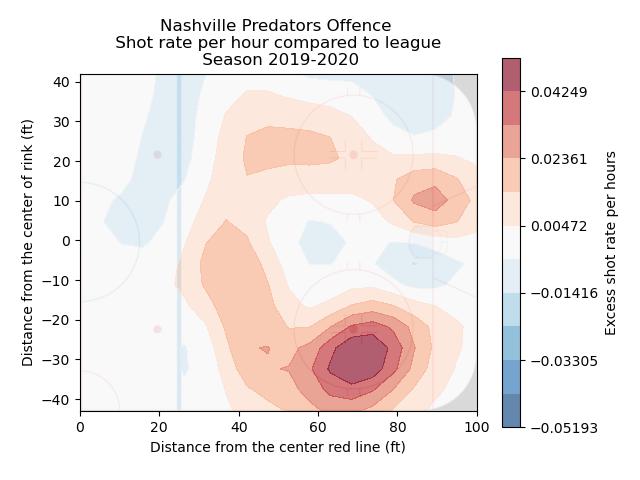 Nashville Predators Offence
Shot rate per hour compared to league
Season 2019-2020
40
30
20
10
0
−10
−20
−30
−40
Distance from the center of rink (ft)
0 20 40 60 80 100
Distance from the center red line (ft)
0.04249
0.02361
0.00472
−0.01416
−0.03305
−0.05193
Excess shot rate per hours